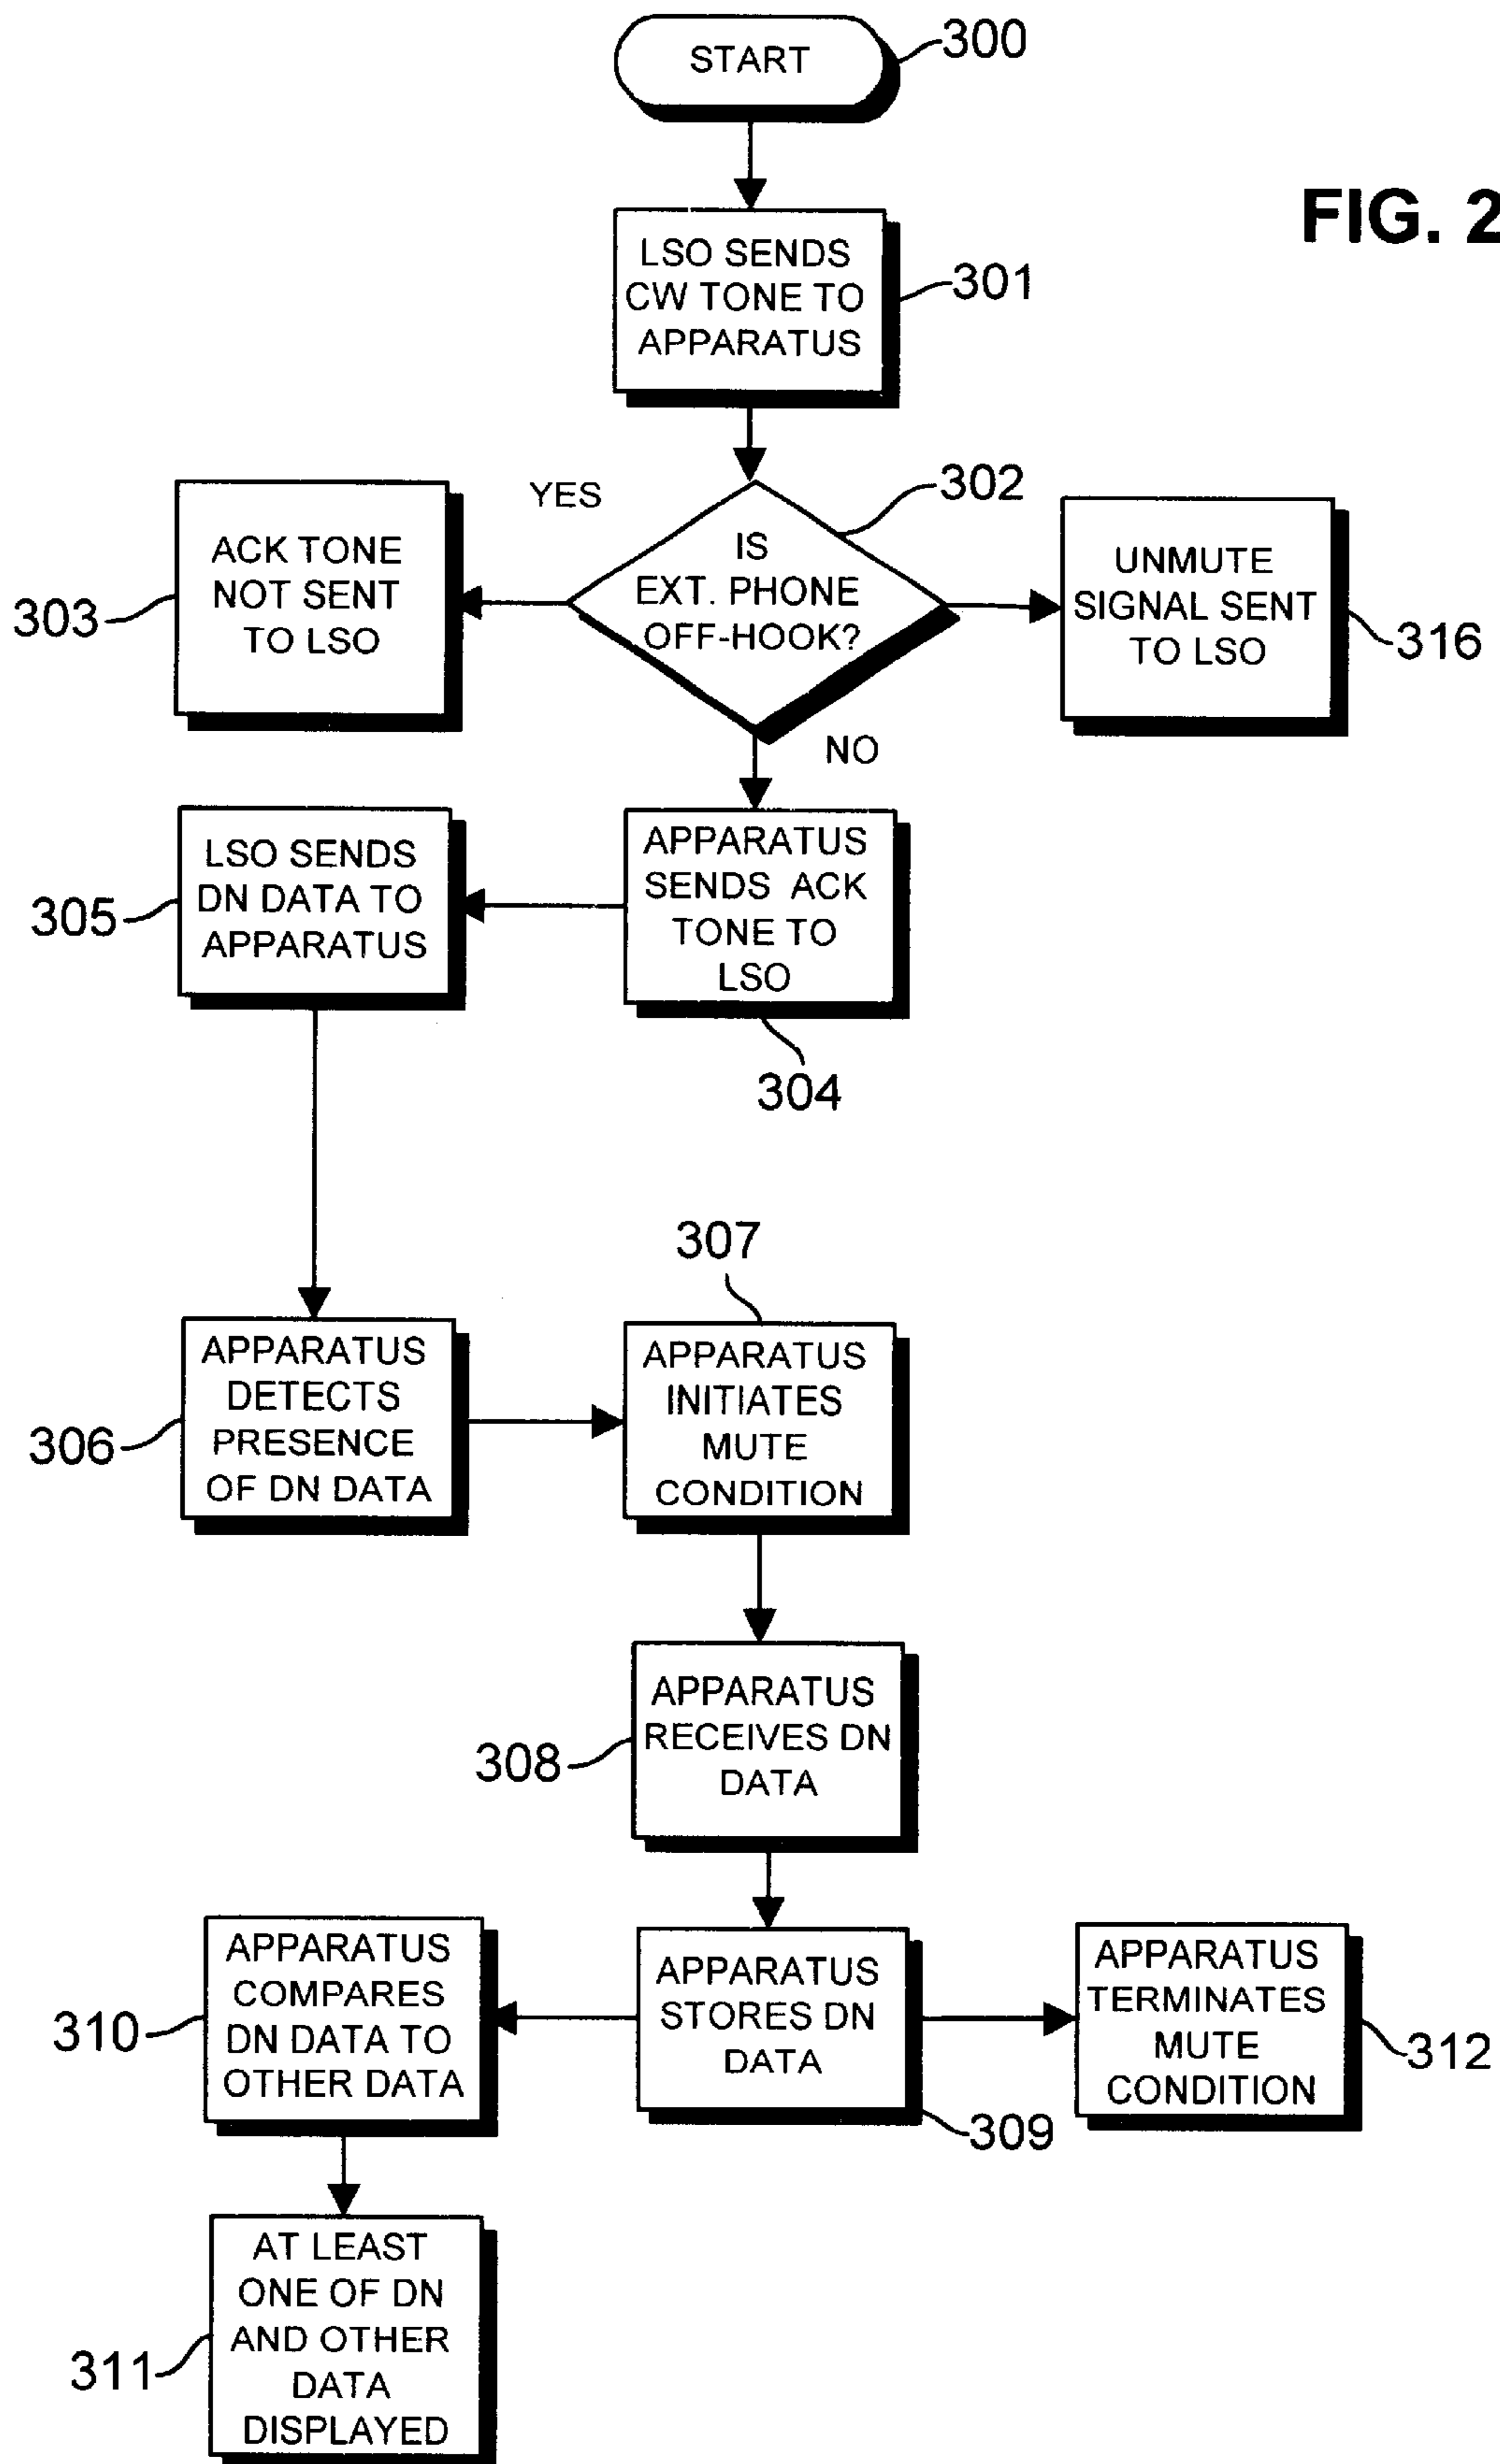 START
300
FIG. 2
LSO SENDS
CW TONE TO
APPARATUS
301
YES
302
IS
EXT. PHONE
OFF-HOOK?
ACK TONE
NOT SENT
TO LSO
303
UNMUTE
SIGNAL SENT
TO LSO
316
NO
LSO SENDS
DN DATA TO
APPARATUS
305
APPARATUS
SENDS ACK
TONE TO
LSO
304
307
APPARATUS
DETECTS
PRESENCE
OF DN DATA
306
APPARATUS
INITIATES
MUTE
CONDITION
APPARATUS
RECEIVES DN
DATA
308
APPARATUS
COMPARES
DN DATA TO
OTHER DATA
310
APPARATUS
STORES DN
DATA
309
APPARATUS
TERMINATES
MUTE
CONDITION
312
AT LEAST
ONE OF DN
AND OTHER
DATA
DISPLAYED
311